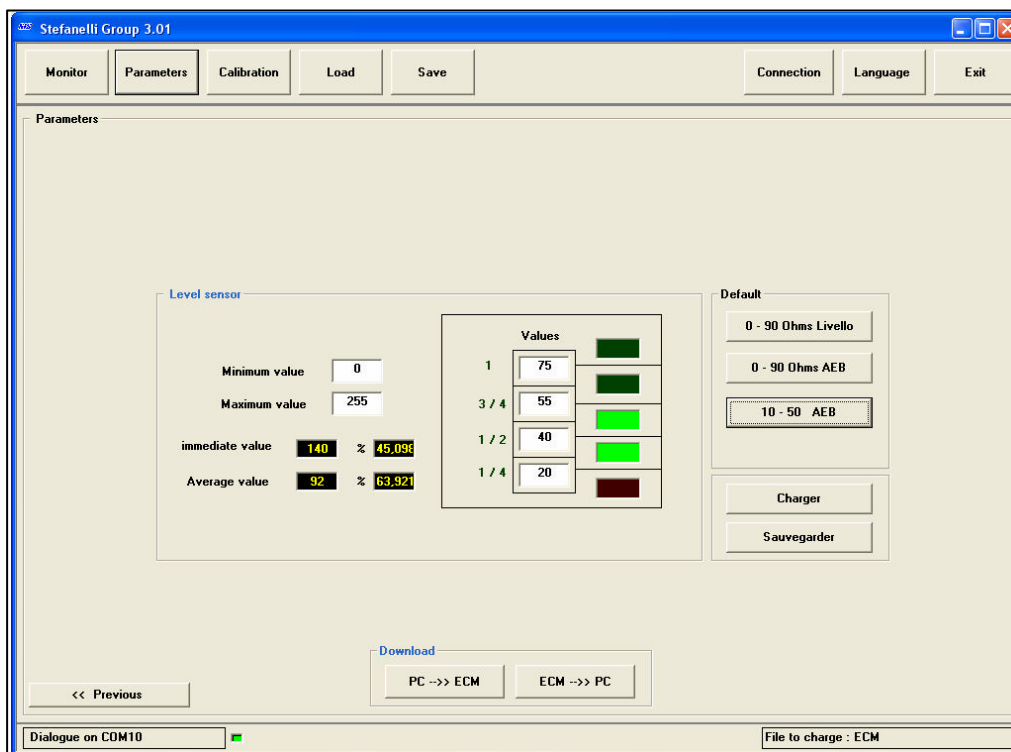 Stefanelli Group 3.01
Monitor Parameters Calibration Load Save Connection Language Exit
Parameters
Level sensor
Minimum value 0
Maximum value 255
immediate value 140 % 45,098
Average value 92 % 63,921
Values
1 75
3 / 4 55
1 / 2 40
1 / 4 20
Default
0 - 90 Ohms Livello
0 - 90 Ohms AEB
10 - 50 AEB
Charger
Sauvegarder
Download
PC -->> ECM ECM -->> PC
<< Previous
Dialogue on COM10 File to charge : ECM